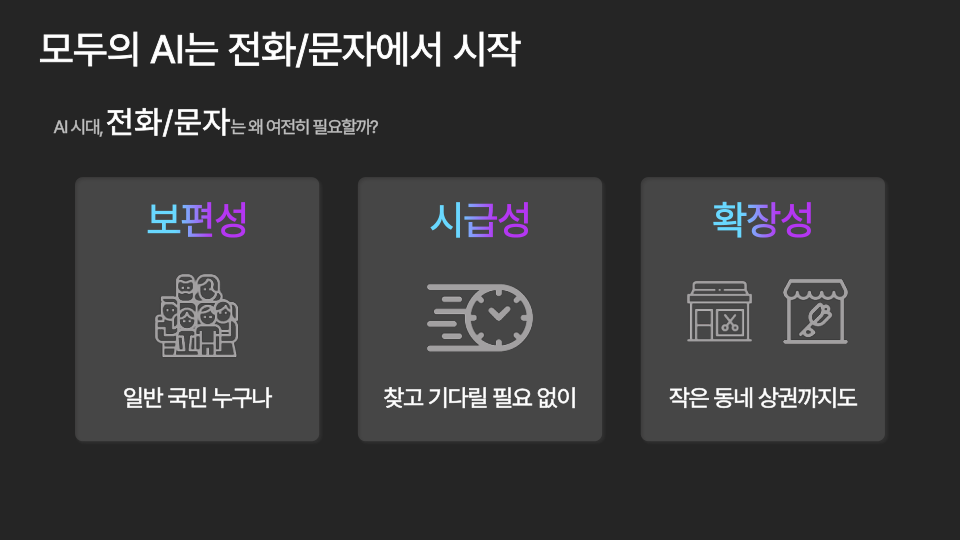 모두의 AI는 전화/문자에서 시작
AI 시대, 전화/문자는 왜 여전히 필요할까?
보편성
시급성
확장성
일반 국민 누구나
찾고 기다릴 필요 없이
작은 동네 상권까지도